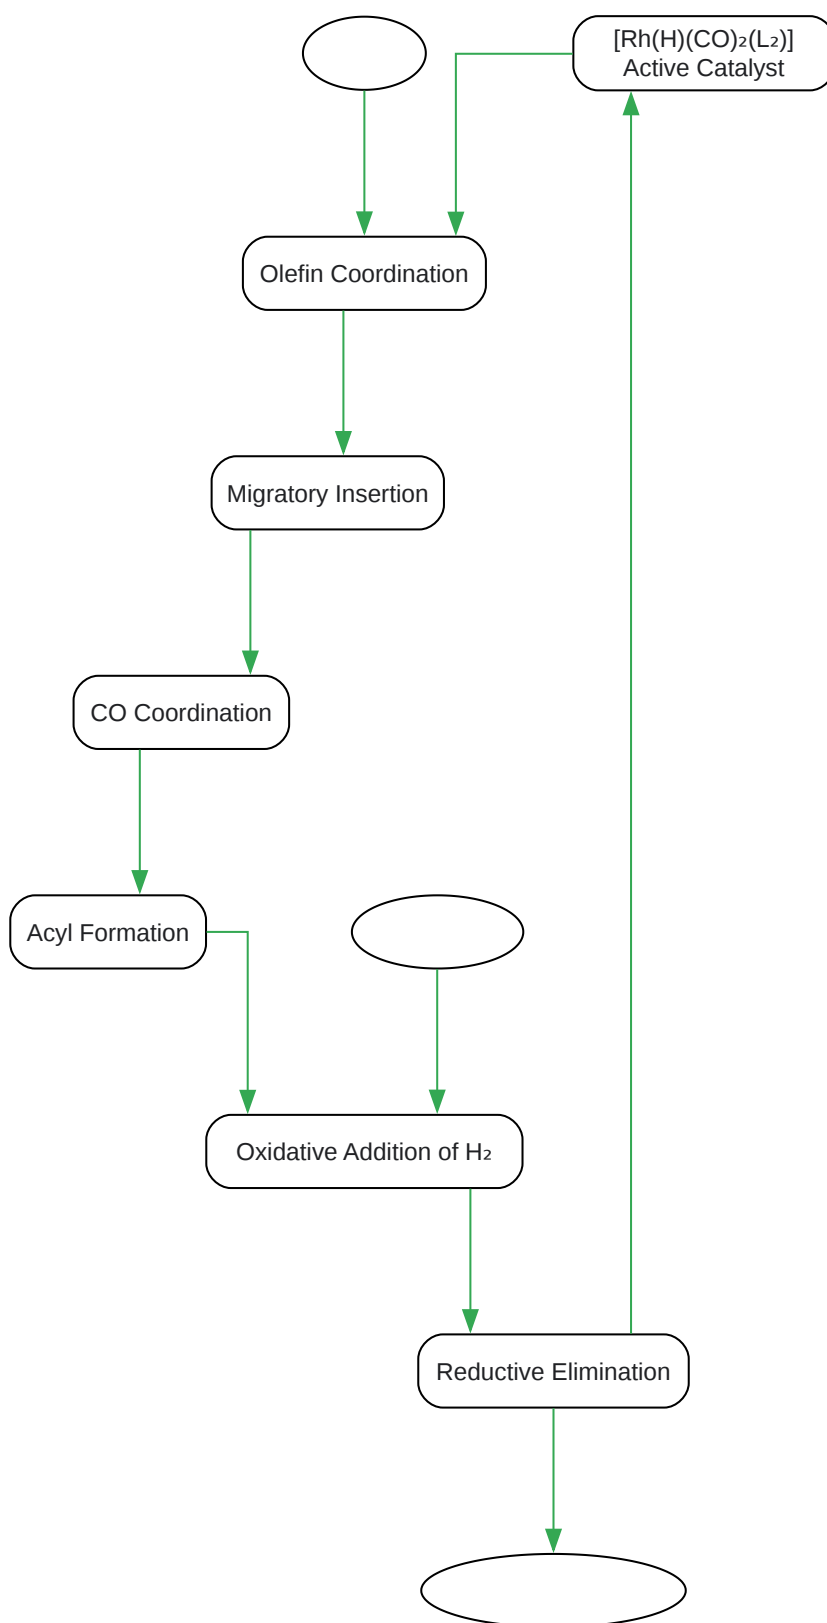 [Rh(H)(CO)₂(L₂)]
Active Catalyst
Olefin Coordination
Migratory Insertion
CO Coordination
Acyl Formation
Oxidative Addition of H₂
Reductive Elimination